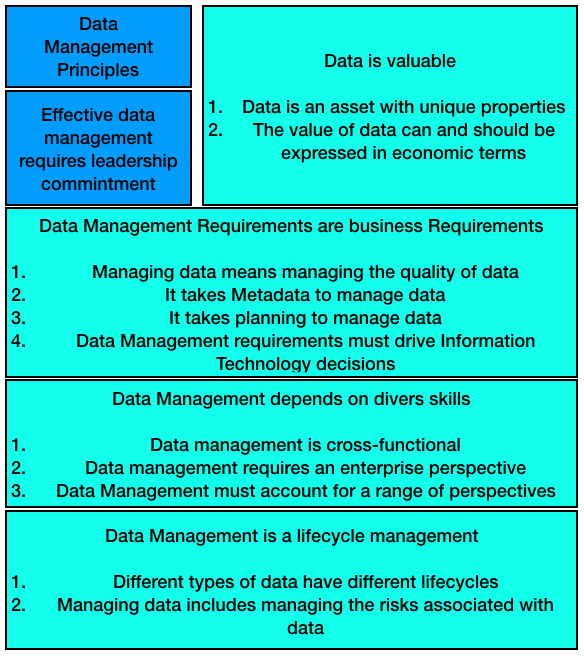 Data
Management
Principles
Effective data
management
requires leadership
commintment
Data is valuable
1. Data is an asset with unique properties
2. The value of data can and should be
expressed in economic terms
Data Management Requirements are business Requirements
1. Managing data means managing the quality of data
2. It takes Metadata to manage data
3. It takes planning to manage data
4. Data Management requirements must drive Information
Technology decisions
Data Management depends on divers skills
1. Data management is cross-functional
2. Data management requires an enterprise perspective
3. Data Management must account for a range of perspectives
Data Management is a lifecycle management
1. Different types of data have different lifecycles
2. Managing data includes managing the risks associated with
data